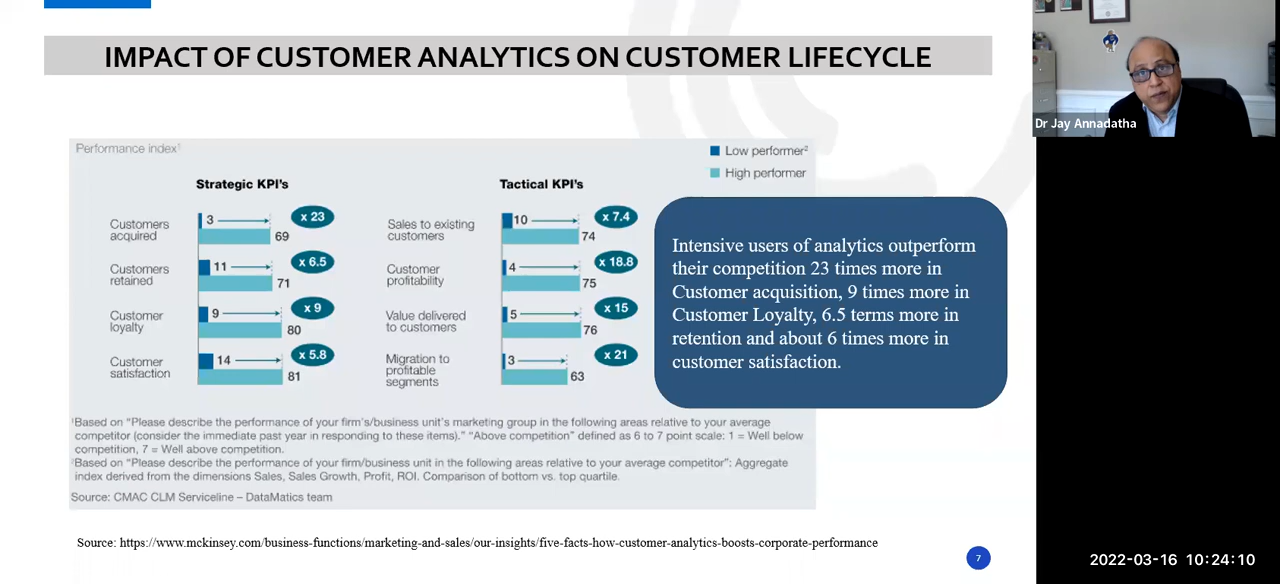 IMPACT OF CUSTOMER ANALYTICS ON CUSTOMER LIFECYCLE
Dr Jay Annadatha
Performance index¹
Low performer²
High performer
Strategic KPI's
Customers acquired
3
x 23
69
Customers retained
11
x 6.5
71
Customer loyalty
9
x 9
80
Customer satisfaction
14
x 5.8
81
Tactical KPI's
Sales to existing customers
10
x 7.4
74
Customer profitability
4
x 18.8
75
Value delivered to customers
5
x 15
76
Migration to profitable segments
3
x 21
63
Intensive users of analytics outperform
their competition 23 times more in
Customer acquisition, 9 times more in
Customer Loyalty, 6.5 terms more in
retention and about 6 times more in
customer satisfaction.
¹Based on “Please describe the performance of your firm's/business unit's marketing group in the following areas relative to your average
competitor (consider the immediate past year in responding to these items).” “Above competition” defined as 6 to 7 point scale: 1 = Well below
competition, 7 = Well above competition.
²Based on “Please describe the performance of your firm/business unit in the following areas relative to your average competitor”: Aggregate
index derived from the dimensions Sales, Sales Growth, Profit, ROI. Comparison of bottom vs. top quartile.
Source: CMAC CLM Serviceline – DataMatics team
Source: https://www.mckinsey.com/business-functions/marketing-and-sales/our-insights/five-facts-how-customer-analytics-boosts-corporate-performance
7
2022-03-16 10:24:10